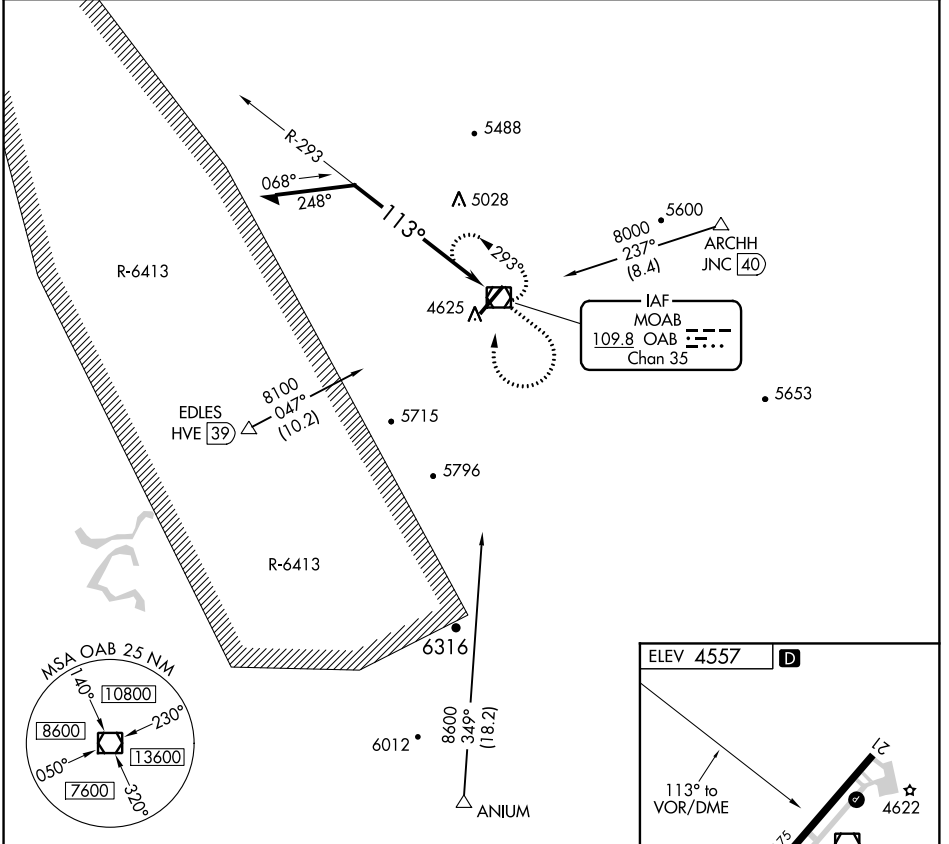 R-293
5488
068°
248°
5028
113°
293°
5600
8000
237°
(8.4)
ARCHH
JNC 40
R-6413
4625
IAF
MOAB
109.8 OAB
Chan 35
8100
047°
(10.2)
EDLES
HVE 39
5715
5653
5796
R-6413
6316
MSA OAB 25 NM
140°
10800
230°
8600
13600
050°
7600
320°
8600
349°
(18.2)
6012
ANIUM
ELEV 4557 D
21
113° to
VOR/DME
4622
75